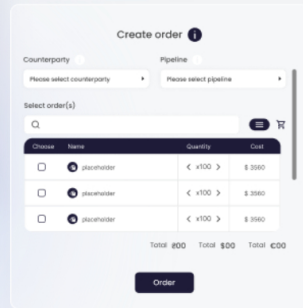 Create order i
Counterparty Pipeline
Please select counterparty Please select pipeline
Select order(s)
Choose Name Quantity Cost
placeholder < x100 > $ 3560
placeholder < x100 > $ 3560
placeholder < x100 > $ 3560
Total ₴00 Total $00 Total €00
Order